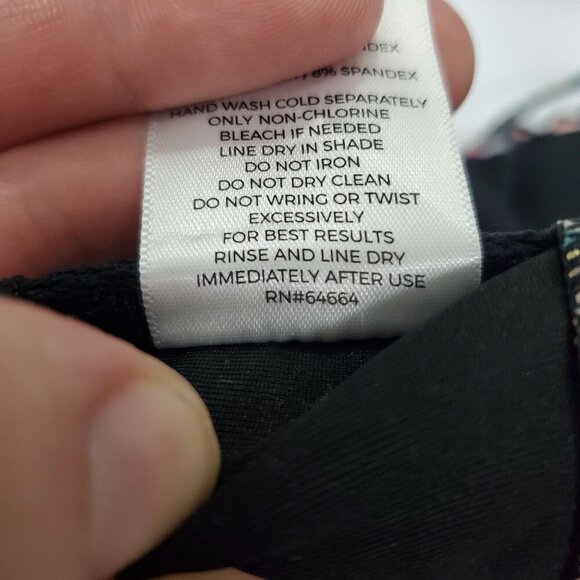 8% SPANDEX
HAND WASH COLD SEPARATELY
ONLY NON-CHLORINE
BLEACH IF NEEDED
LINE DRY IN SHADE
DO NOT IRON
DO NOT DRY CLEAN
DO NOT WRING OR TWIST
EXCESSIVELY
FOR BEST RESULTS
RINSE AND LINE DRY
IMMEDIATELY AFTER USE
RN#64664